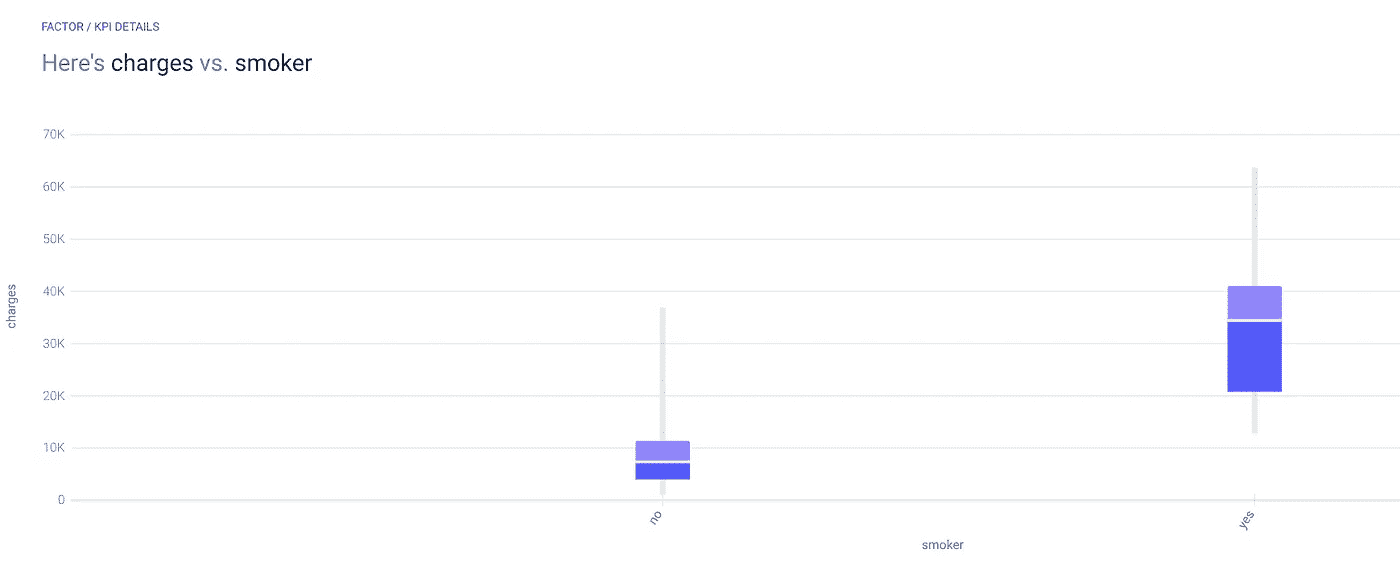 FACTOR / KPI DETAILS
Here's charges vs. smoker
70K
60K
50K
40K
30K
20K
10K
0
charges
no
yes
smoker